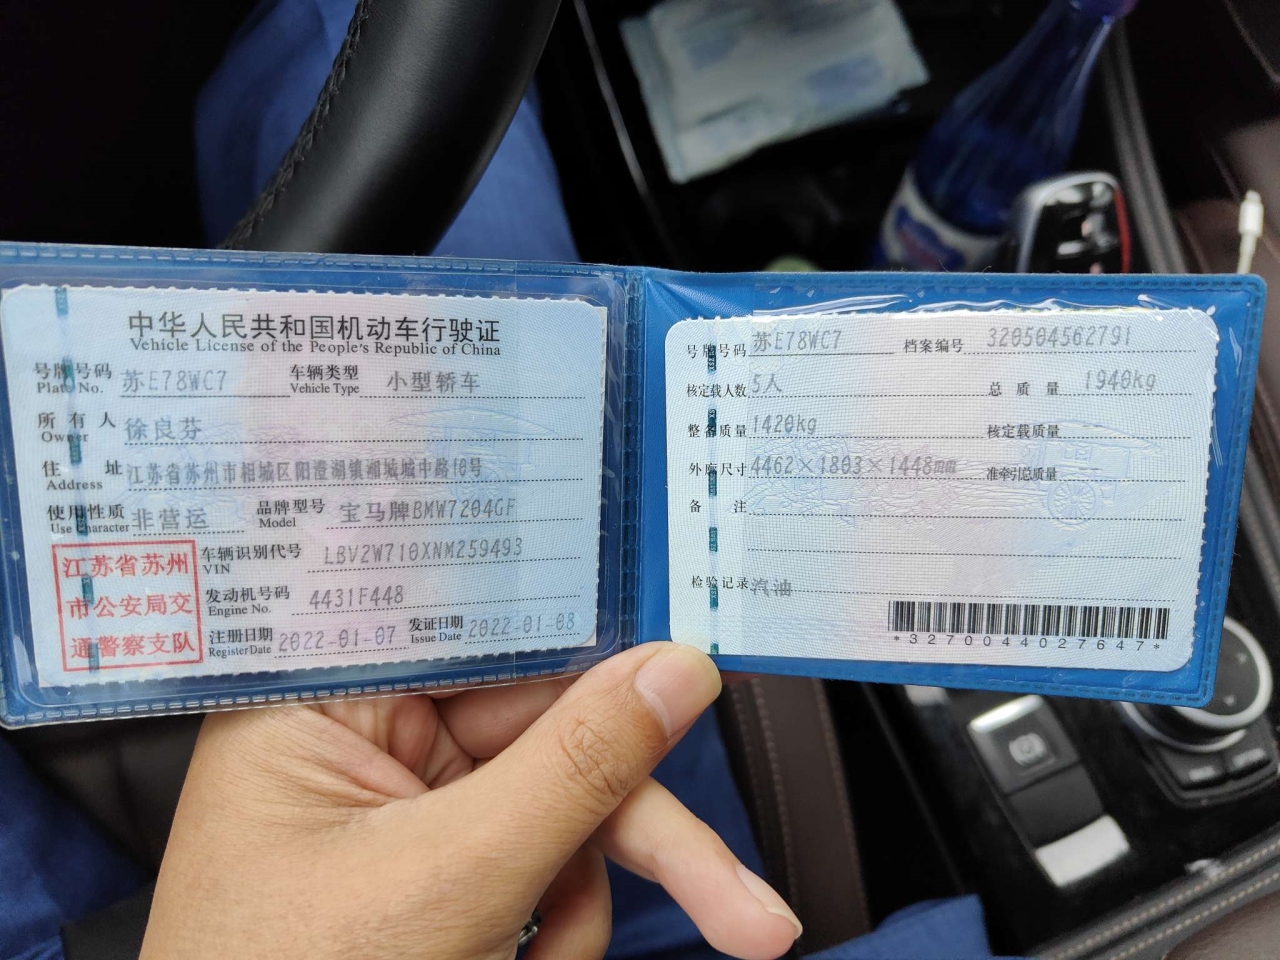 中华人民共和国机动车行驶证
Vehicle License of the People's Republic of China
号牌号码 苏E78WC7 车辆类型 小型轿车
Plate No. Vehicle Type
所有人 徐良芬
Owner
住址 江苏省苏州市相城区阳澄湖镇湘城城中路18号
Address
使用性质 非营运 品牌型号 宝马牌BMW7204GF
Use Character Model
江苏省苏州
市公安局交
通警察支队
车辆识别代号 LBV2W710XNM259493
VIN
发动机号码 4431F448
Engine No.
注册日期 2022-01-07 发证日期 2022-01-08
Register Date Issue Date
号牌号码 苏E78WC7 档案编号 320504562791
核定载人数 5人 总质量 1940kg
整备质量 1420kg 核定载质量
外廓尺寸 4462×1803×1448mm 准牵引总质量
备注
检验记录 汽油
*3270044027647*